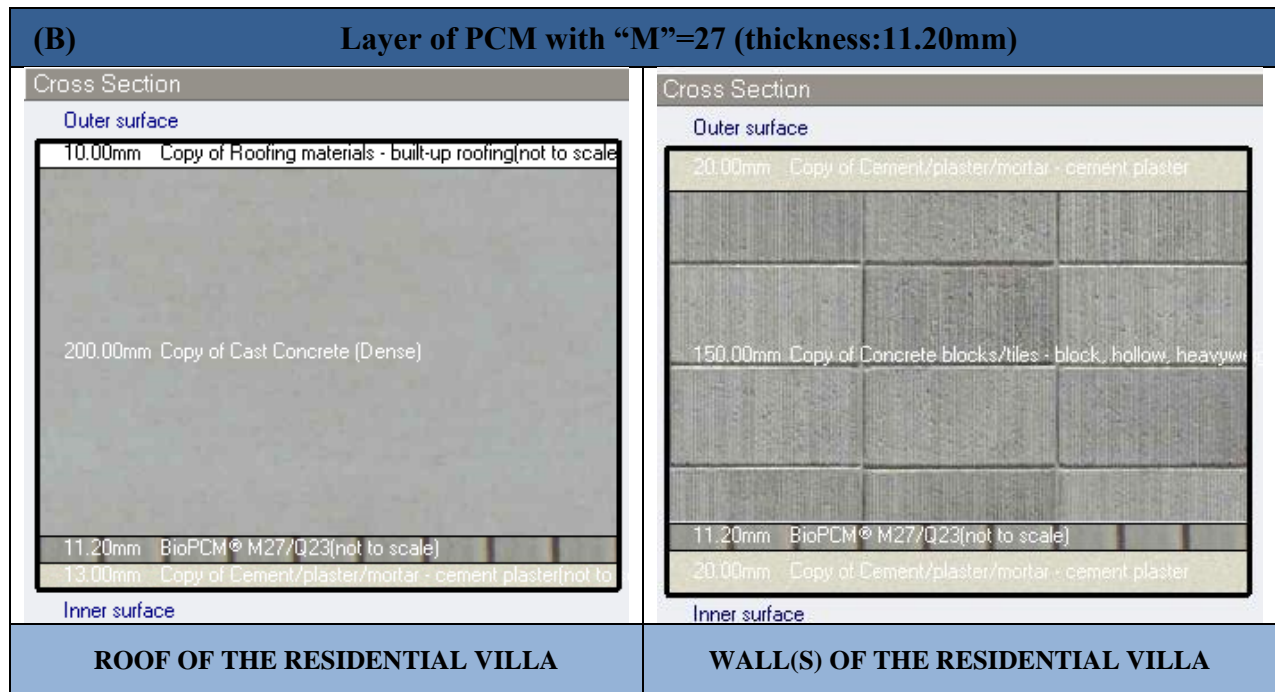 (B) Layer of PCM with “M”=27 (thickness:11.20mm)
Cross Section
Outer surface
10.00mm Copy of Roofing materials - built-up roofing(not to scale
200.00mm Copy of Cast Concrete (Dense)
11.20mm BioPCM® M27/Q23(not to scale)
13.00mm Copy of Cement/plaster/mortar - cement plaster(not to
Inner surface
ROOF OF THE RESIDENTIAL VILLA
Cross Section
Outer surface
20.00mm Copy of Cement/plaster/mortar - cement plaster
150.00mm Copy of Concrete blocks/tiles - block, hollow, heavywei
11.20mm BioPCM® M27/Q23(not to scale)
20.00mm Copy of Cement/plaster/mortar - cement plaster
Inner surface
WALL(S) OF THE RESIDENTIAL VILLA